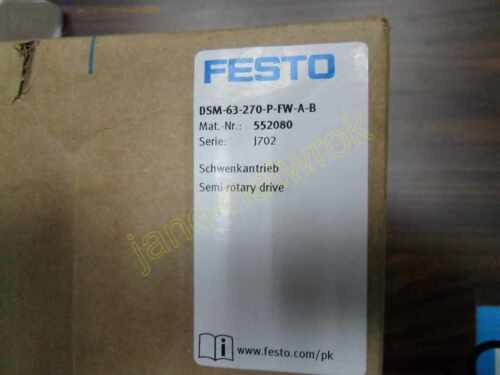 FESTO
DSM-63-270-P-FW-A-B
Mat.-Nr.: 552080
Serie: J702
Schwenkantrieb
Semi-rotary drive
www.festo.com/pk